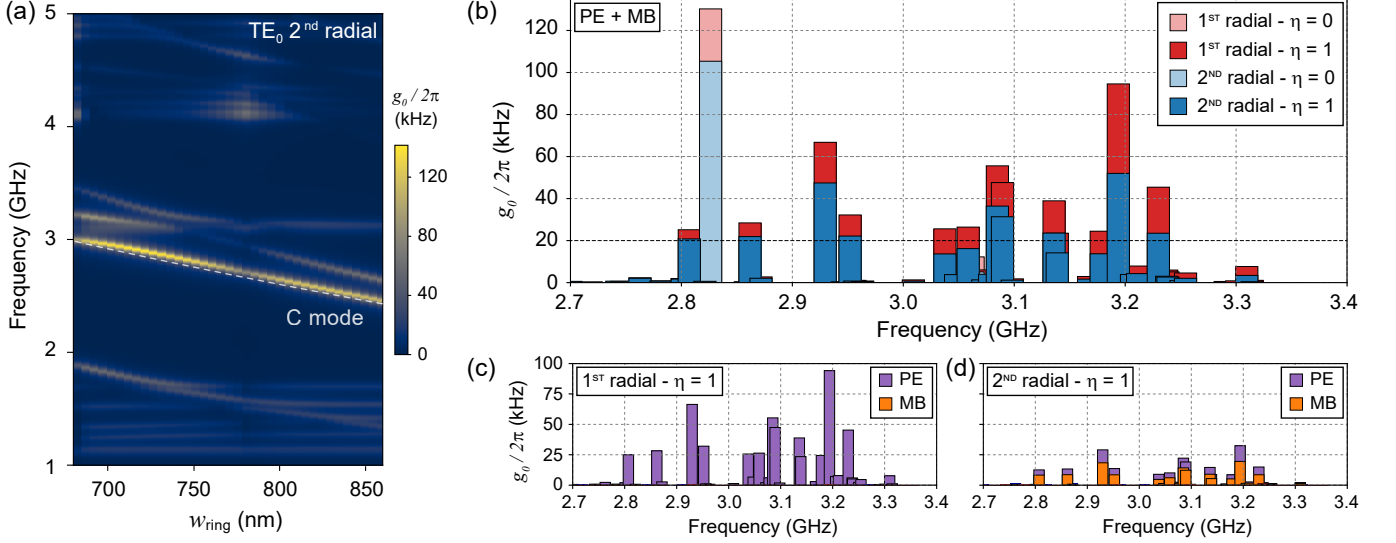 (a)
TE0 2nd radial
g0 / 2π
(kHz)
120
80
40
0
C mode
5
4
3
2
1
Frequency (GHz)
700
750
800
850
wring (nm)
(b)
PE + MB
1ST radial - η = 0
1ST radial - η = 1
2ND radial - η = 0
2ND radial - η = 1
g0 / 2π (kHz)
120
100
80
60
40
20
0
2.7
2.8
2.9
3.0
3.1
3.2
3.3
3.4
Frequency (GHz)
(c)
1ST radial - η = 1
PE
MB
g0 / 2π (kHz)
100
75
50
25
0
2.7
2.8
2.9
3.0
3.1
3.2
3.3
3.4
Frequency (GHz)
(d)
2ND radial - η = 1
PE
MB
100
75
50
25
0
2.7
2.8
2.9
3.0
3.1
3.2
3.3
3.4
Frequency (GHz)